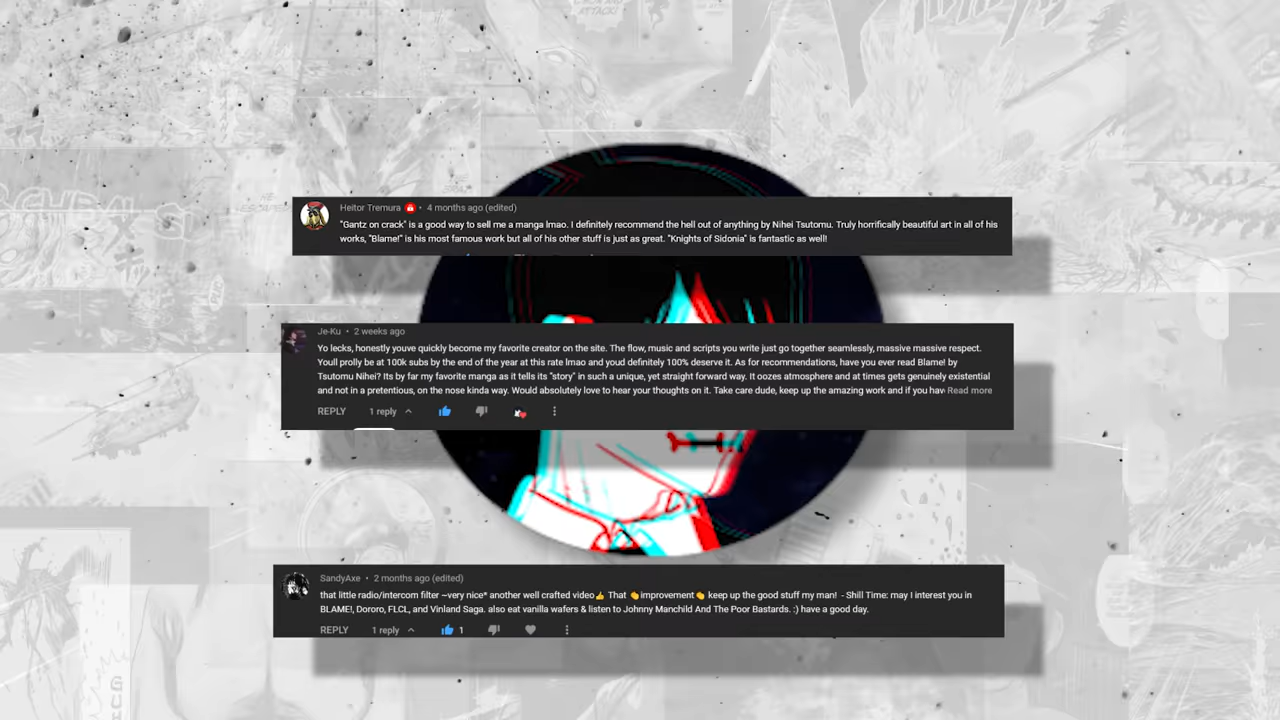 Heitor Tremura • 4 months ago (edited)
"Gantz on crack" is a good way to sell me a manga lmao. I definitely recommend the hell out of anything by Nihei Tsutomu. Truly horrifically beautiful art in all of his
works, "Blame!" is his most famous work but all of his other stuff is just as great. "Knights of Sidonia" is fantastic as well!
Je-Ku • 2 weeks ago
Yo lecks, honestly youve quickly become my favorite creator on the site. The flow, music and scripts you write just go together seamlessly, massive massive respect.
Youll prolly be at 100k subs by the end of the year at this rate lmao and youd definitely 100% deserve it. As for recommendations, have you ever read Blame! by
Tsutomu Nihei? Its by far my favorite manga as it tells its "story" in such a unique, yet straight forward way. It oozes atmosphere and at times gets genuinely existential
and not in a pretentious, on the nose kinda way. Would absolutely love to hear your thoughts on it. Take care dude, keep up the amazing work and if you hav Read more
REPLY 1 reply
SandyAxe • 2 months ago (edited)
that little radio/intercom filter ~very nice* another well crafted video👍 That 👏improvement👏 keep up the good stuff my man! - Shill Time: may I interest you in
BLAME!, Dororo, FLCL, and Vinland Saga. also eat vanilla wafers & listen to Johnny Manchild And The Poor Bastards. :) have a good day.
REPLY 1 reply 1